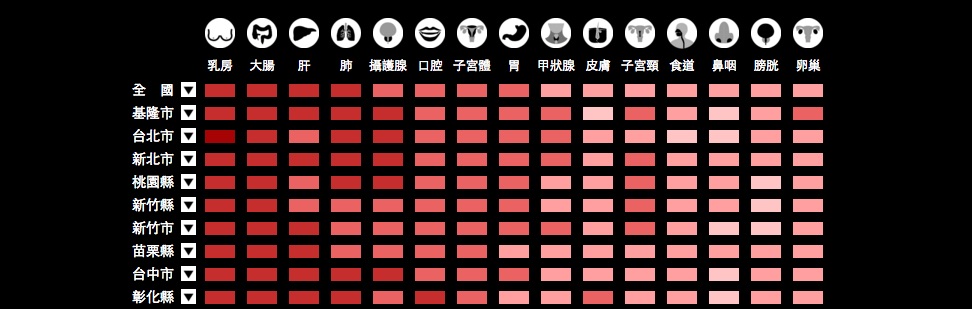 乳房 大腸 肝 肺 攝護腺 口腔 子宮體 胃 甲狀腺 皮膚 子宮頸 食道 鼻咽 膀胱 卵巢
全 國
基隆市
台北市
新北市
桃園縣
新竹縣
新竹市
苗栗縣
台中市
彰化縣